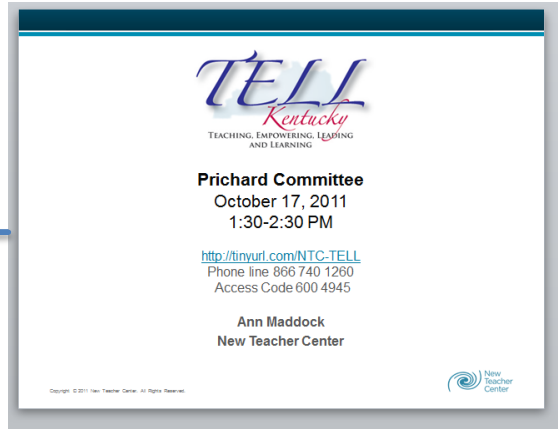 TELL
Kentucky
TEACHING, EMPOWERING, LEADING
AND LEARNING
Prichard Committee
October 17, 2011
1:30-2:30 PM
http://tinyurl.com/NTC-TELL
Phone line 866 740 1260
Access Code 600 4945
Ann Maddock
New Teacher Center
Copyright © 2011 New Teacher Center. All Rights Reserved.
New
Teacher
Center